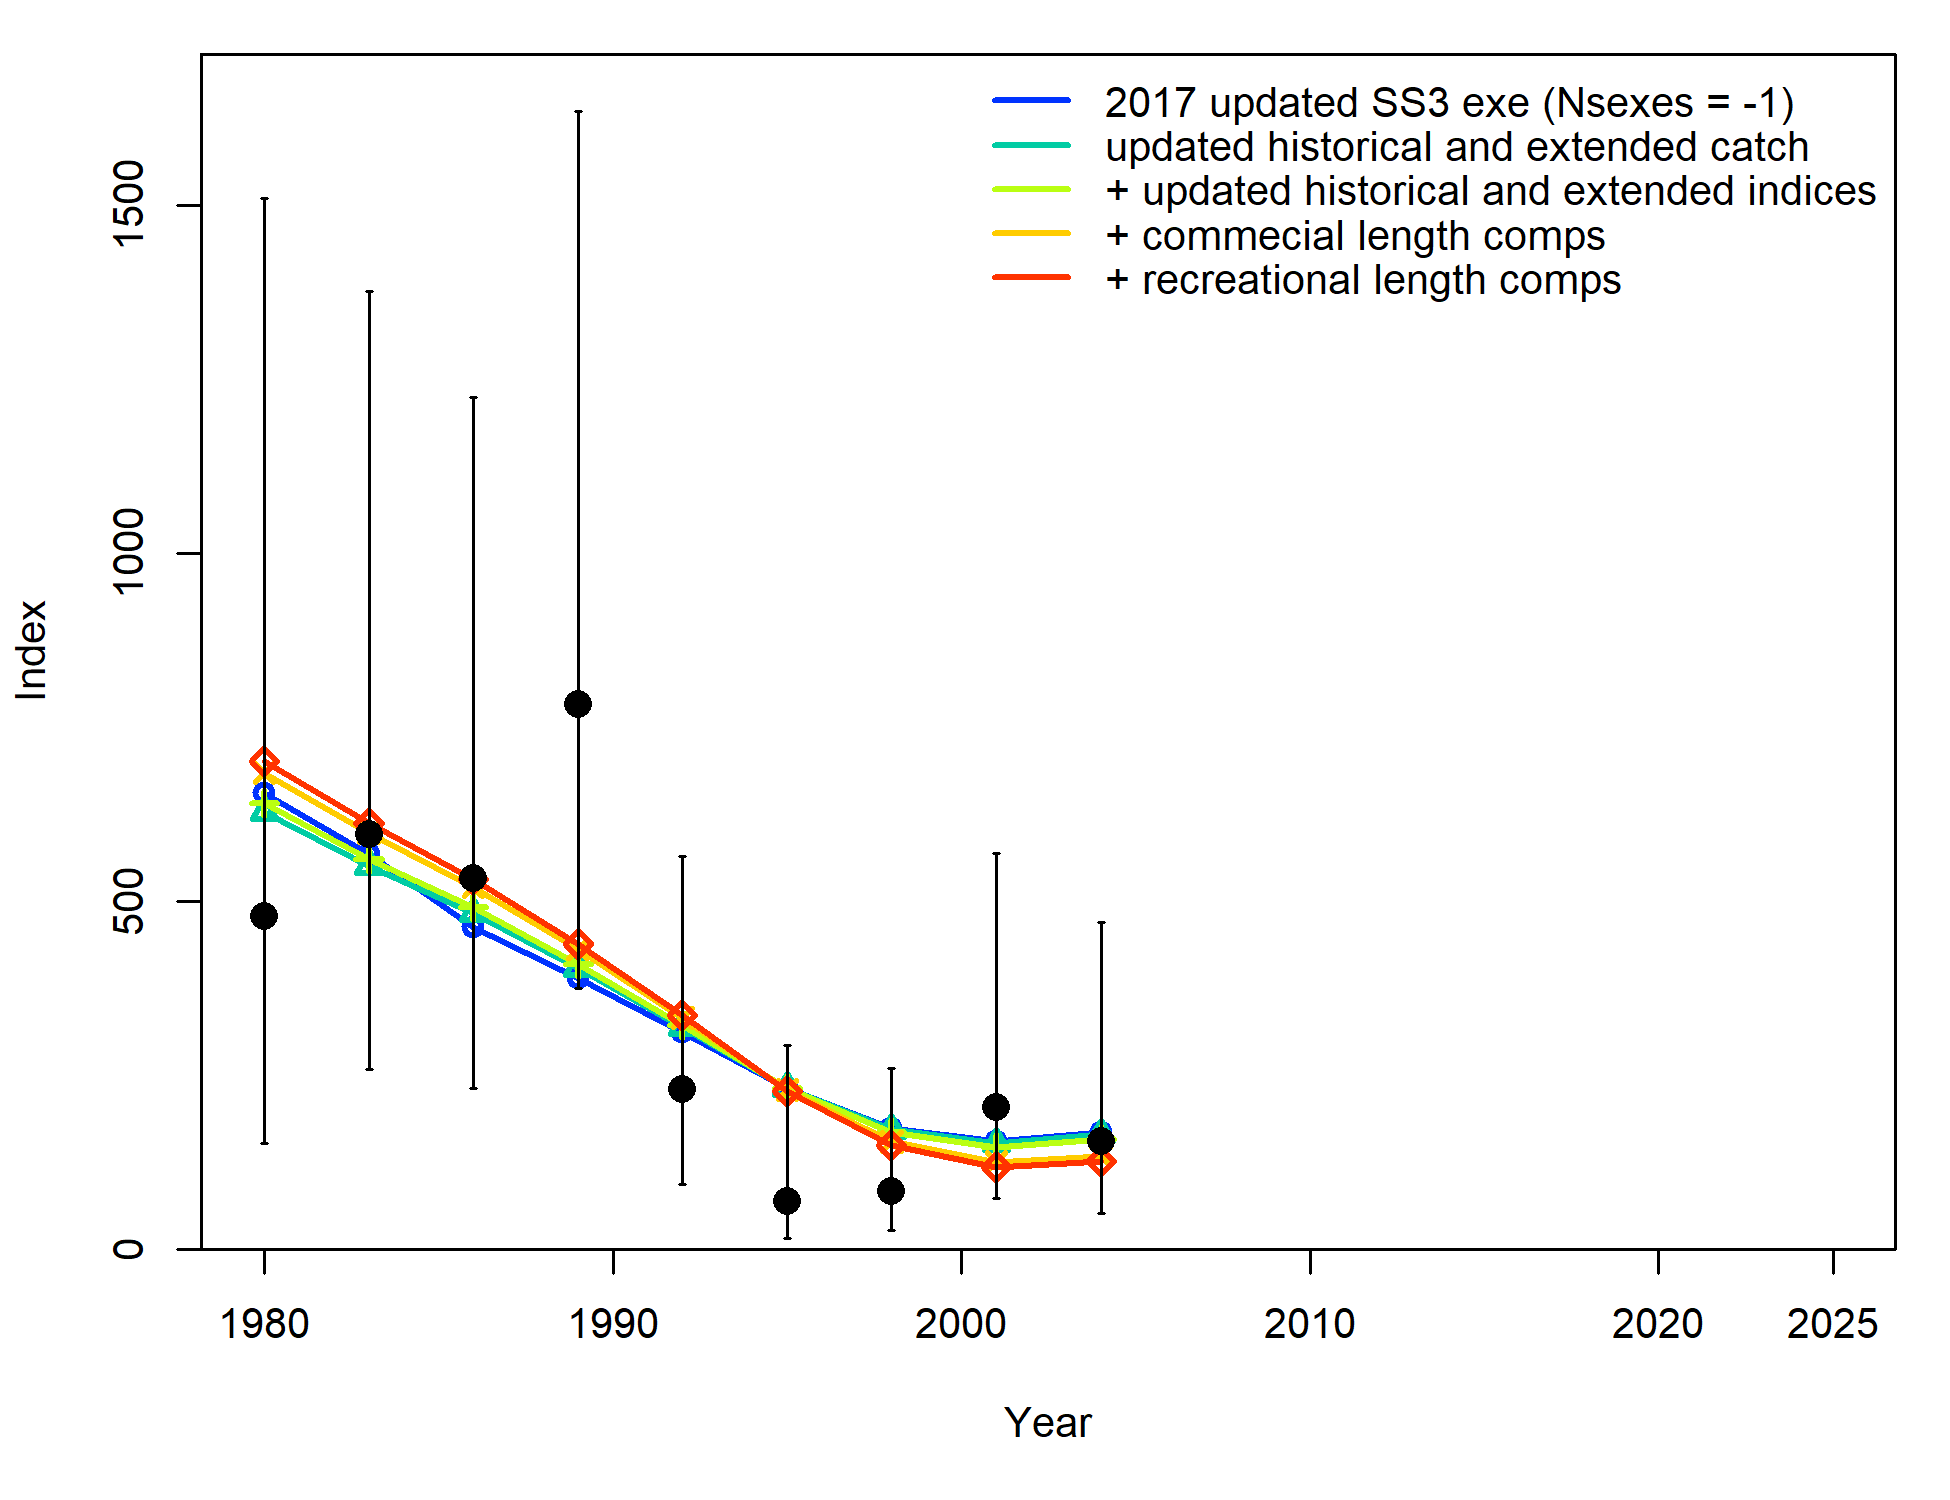 2017 updated SS3 exe (Nsexes = -1)
updated historical and extended catch
+ updated historical and extended indices
+ commecial length comps
+ recreational length comps
1500
1000
500
0
Index
1980 1990 2000 2010 2020 2025
Year